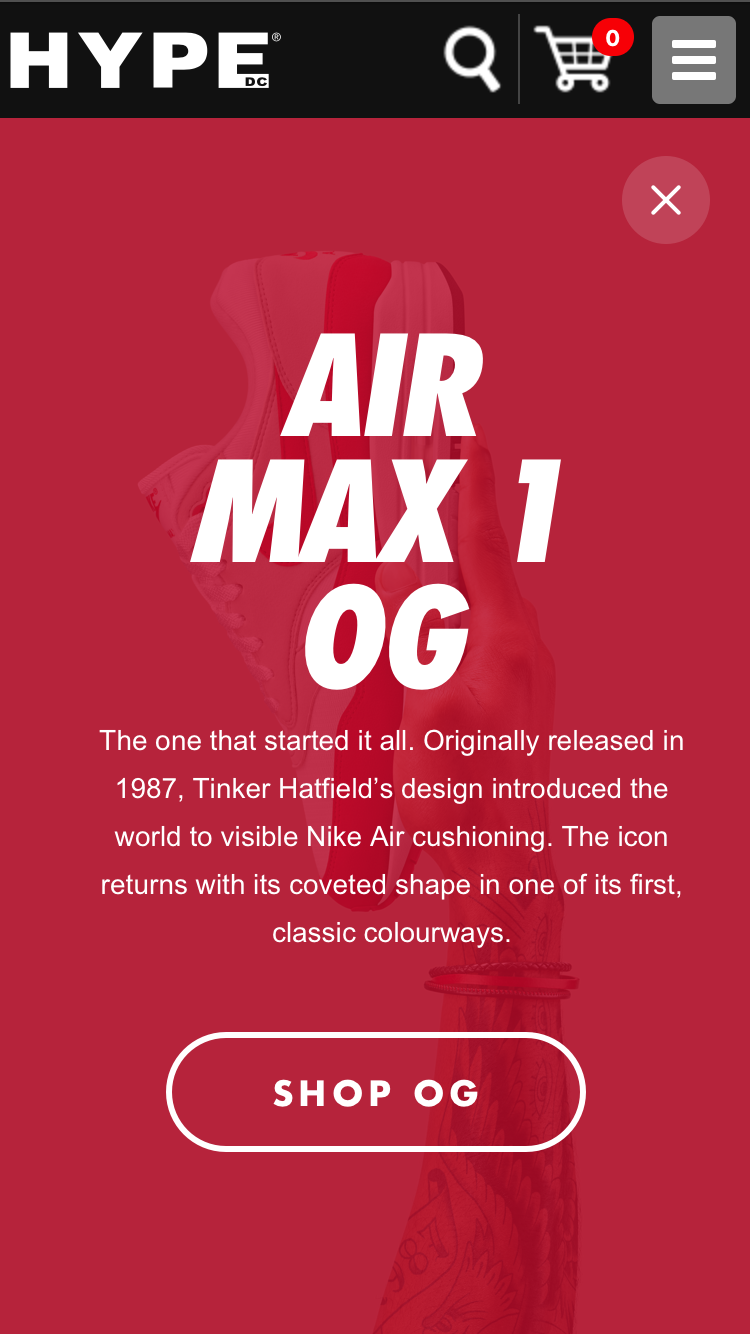 HYPE®
DC
0
AIR
MAX 1
OG
The one that started it all. Originally released in
1987, Tinker Hatfield’s design introduced the
world to visible Nike Air cushioning. The icon
returns with its coveted shape in one of its first,
classic colourways.
SHOP OG
1987